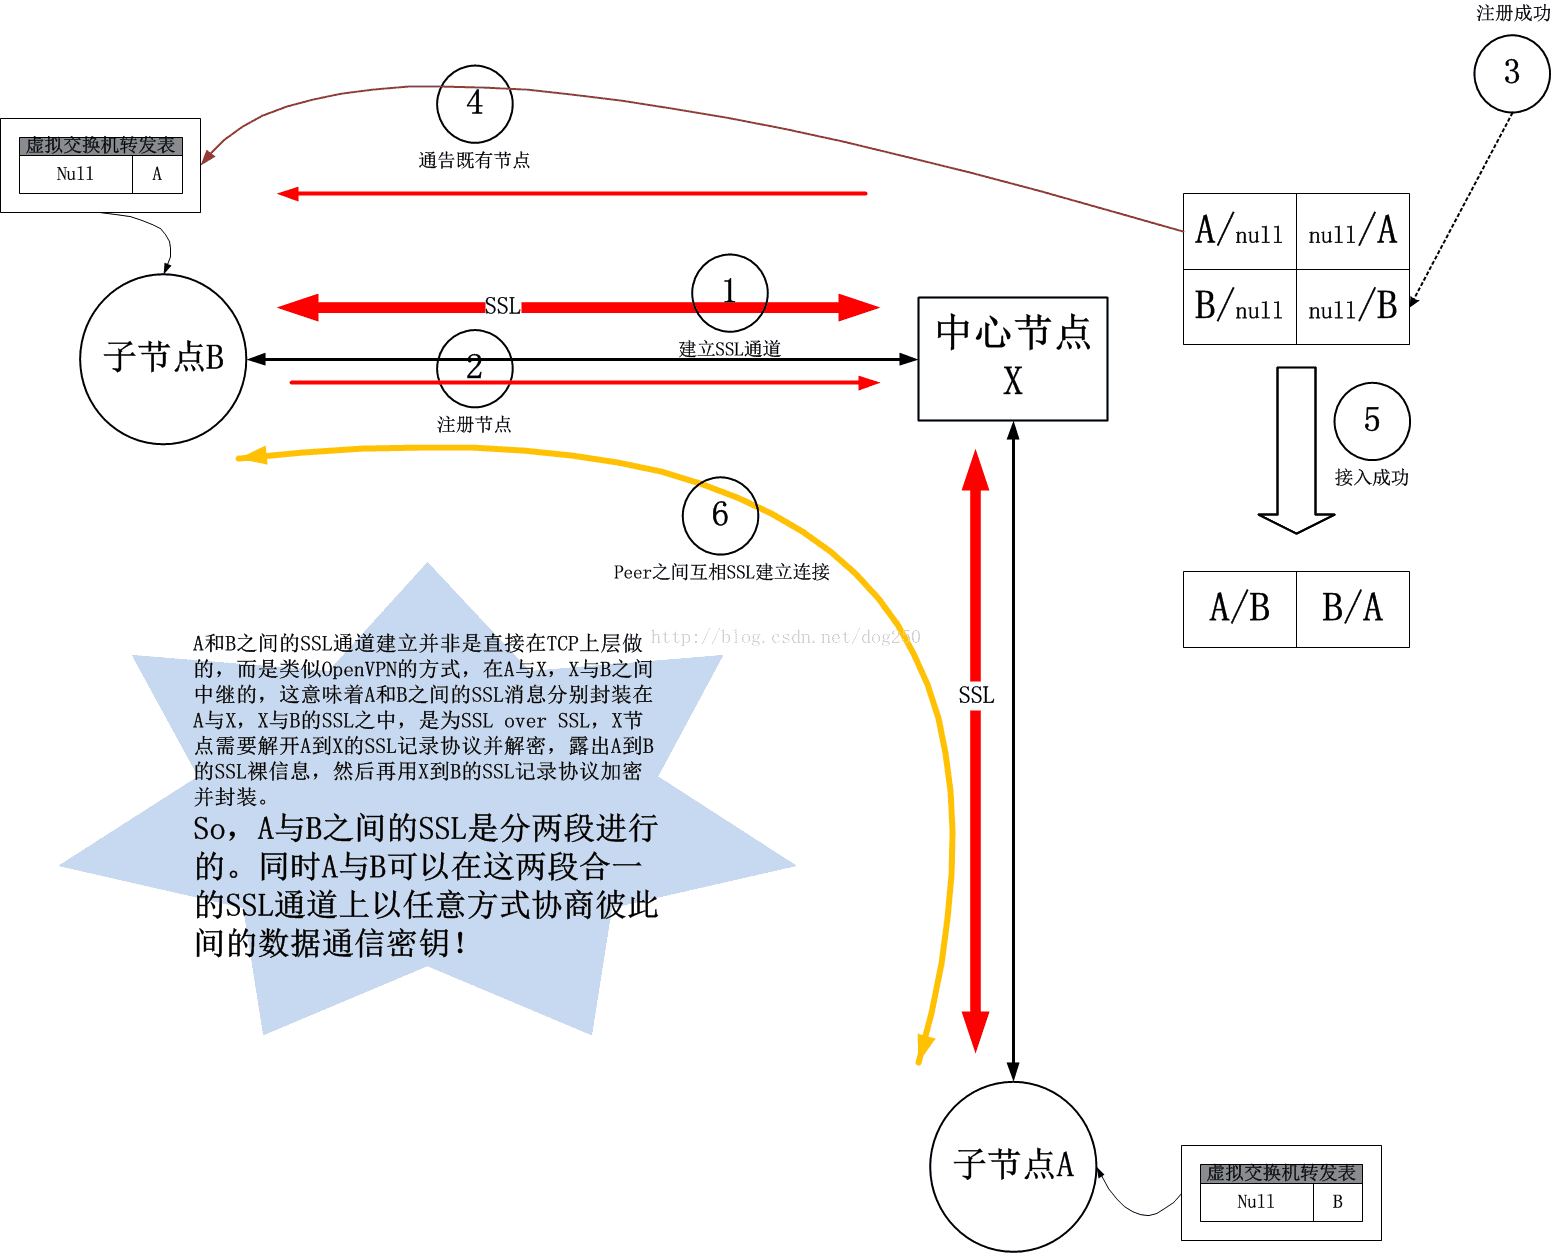 注册成功
3
4
通告既有节点
虚拟交换机转发表
Null
A
A/null
null/A
B/null
null/B
1
SSL
建立SSL通道
子节点B
2
注册节点
中心节点
X
5
接入成功
6
Peer之间互相SSL建立连接
A/B
B/A
http://blog.csdn.net/dog250
A和B之间的SSL通道建立并非是直接在TCP上层做
的，而是类似OpenVPN的方式，在A与X，X与B之间
中继的，这意味着A和B之间的SSL消息分别封装在
A与X，X与B的SSL之中，是为SSL over SSL，X节
点需要解开A到X的SSL记录协议并解密，露出A到B
的SSL裸信息，然后再用X到B的SSL记录协议加密
并封装。
So，A与B之间的SSL是分两段进行
的。同时A与B可以在这两段合一
的SSL通道上以任意方式协商彼此
间的数据通信密钥！
SSL
子节点A
虚拟交换机转发表
Null
B